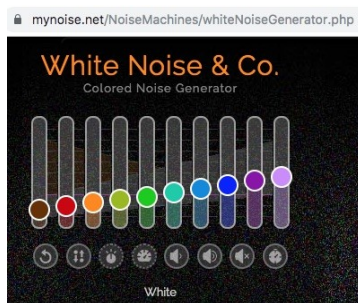 mynoise.net/NoiseMachines/whiteNoiseGenerator.php
White Noise & Co.
Colored Noise Generator
White